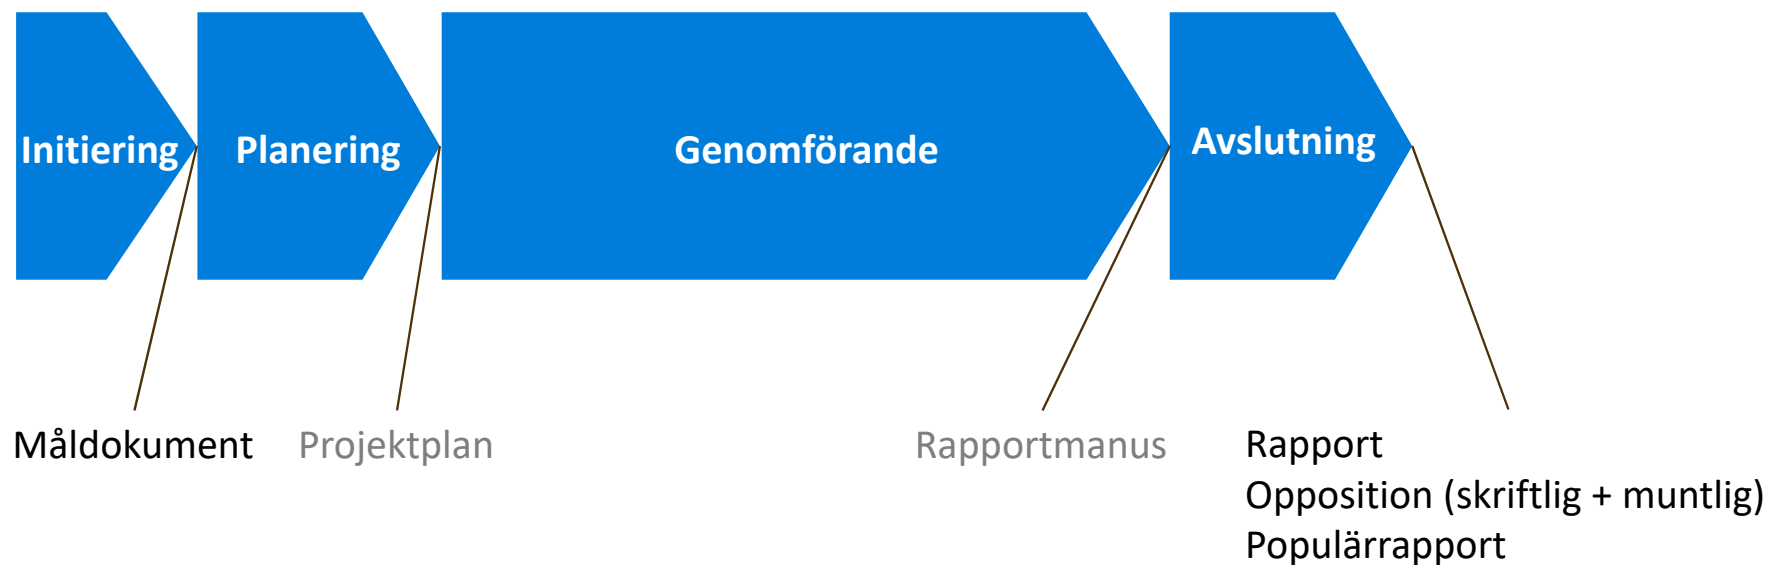 Initiering
Planering
Genomförande
Avslutning
Måldokument
Projektplan
Rapportmanus
Rapport
Opposition (skriftlig + muntlig)
Populärrapport